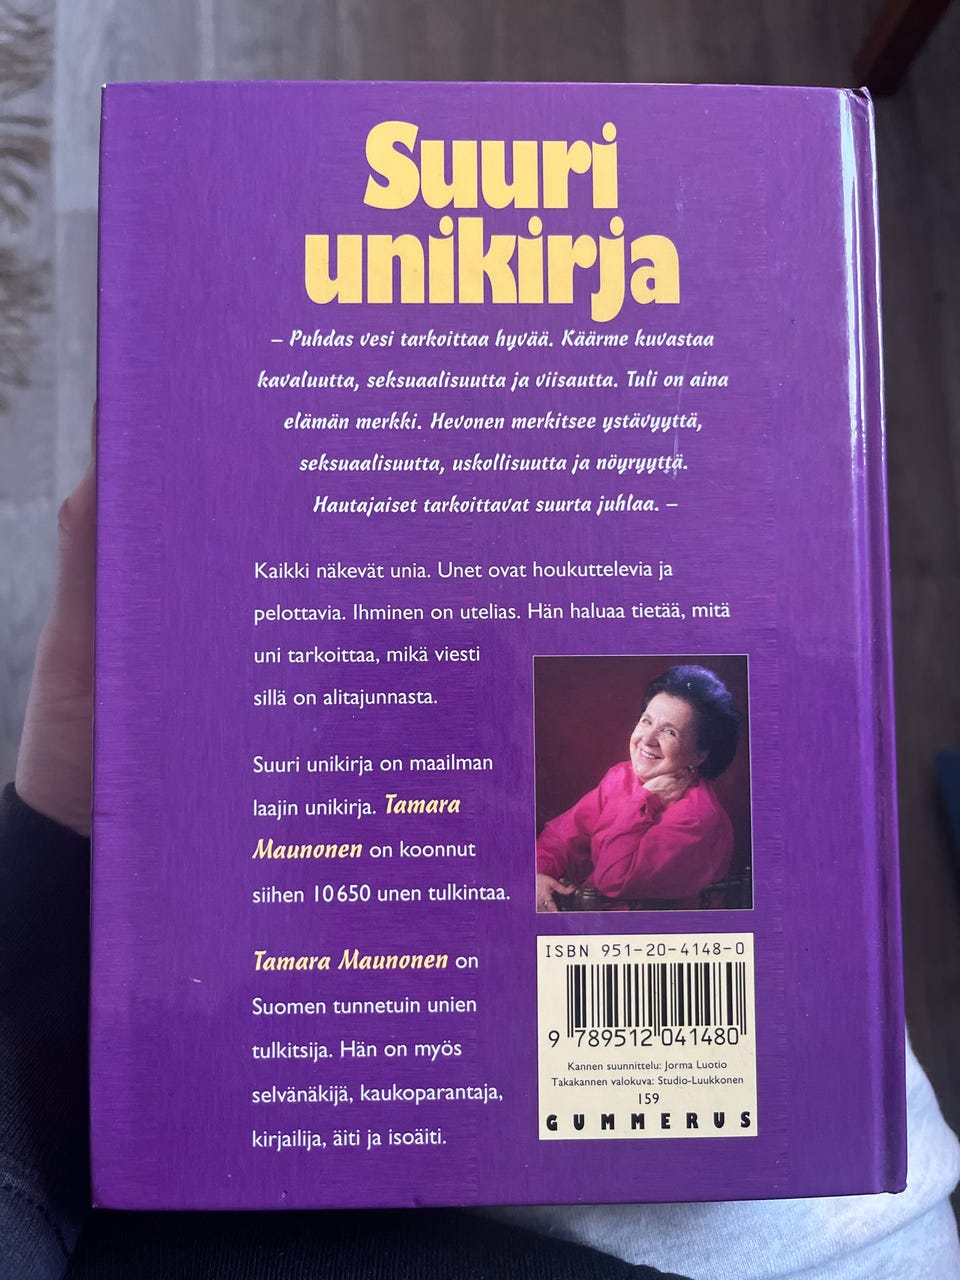 Suuri
unikirja
– Puhdas vesi tarkoittaa hyvää. Käärme kuvastaa
kavaluutta, seksuaalisuutta ja viisautta. Tuli on aina
elämän merkki. Hevonen merkitsee ystävyyttä,
seksuaalisuutta, uskollisuutta ja nöyryyttä.
Hautajaiset tarkoittavat suurta juhlaa. –
Kaikki näkevät unia. Unet ovat houkuttelevia ja
pelottavia. Ihminen on utelias. Hän haluaa tietää, mitä
uni tarkoittaa, mikä viesti
sillä on alitajunnasta.
Suuri unikirja on maailman
laajin unikirja. Tamara
Maunonen on koonnut
siihen 10 650 unen tulkintaa.
Tamara Maunonen on
Suomen tunnetuin unien
tulkitsija. Hän on myös
selvänäkijä, kaukoparantaja,
kirjailija, äiti ja isoäiti.
ISBN 951-20-4148-0
9 789512 041480
Kannen suunnittelu: Jorma Luotio
Takakannen valokuva: Studio-Luukkonen
159
GUMMERUS